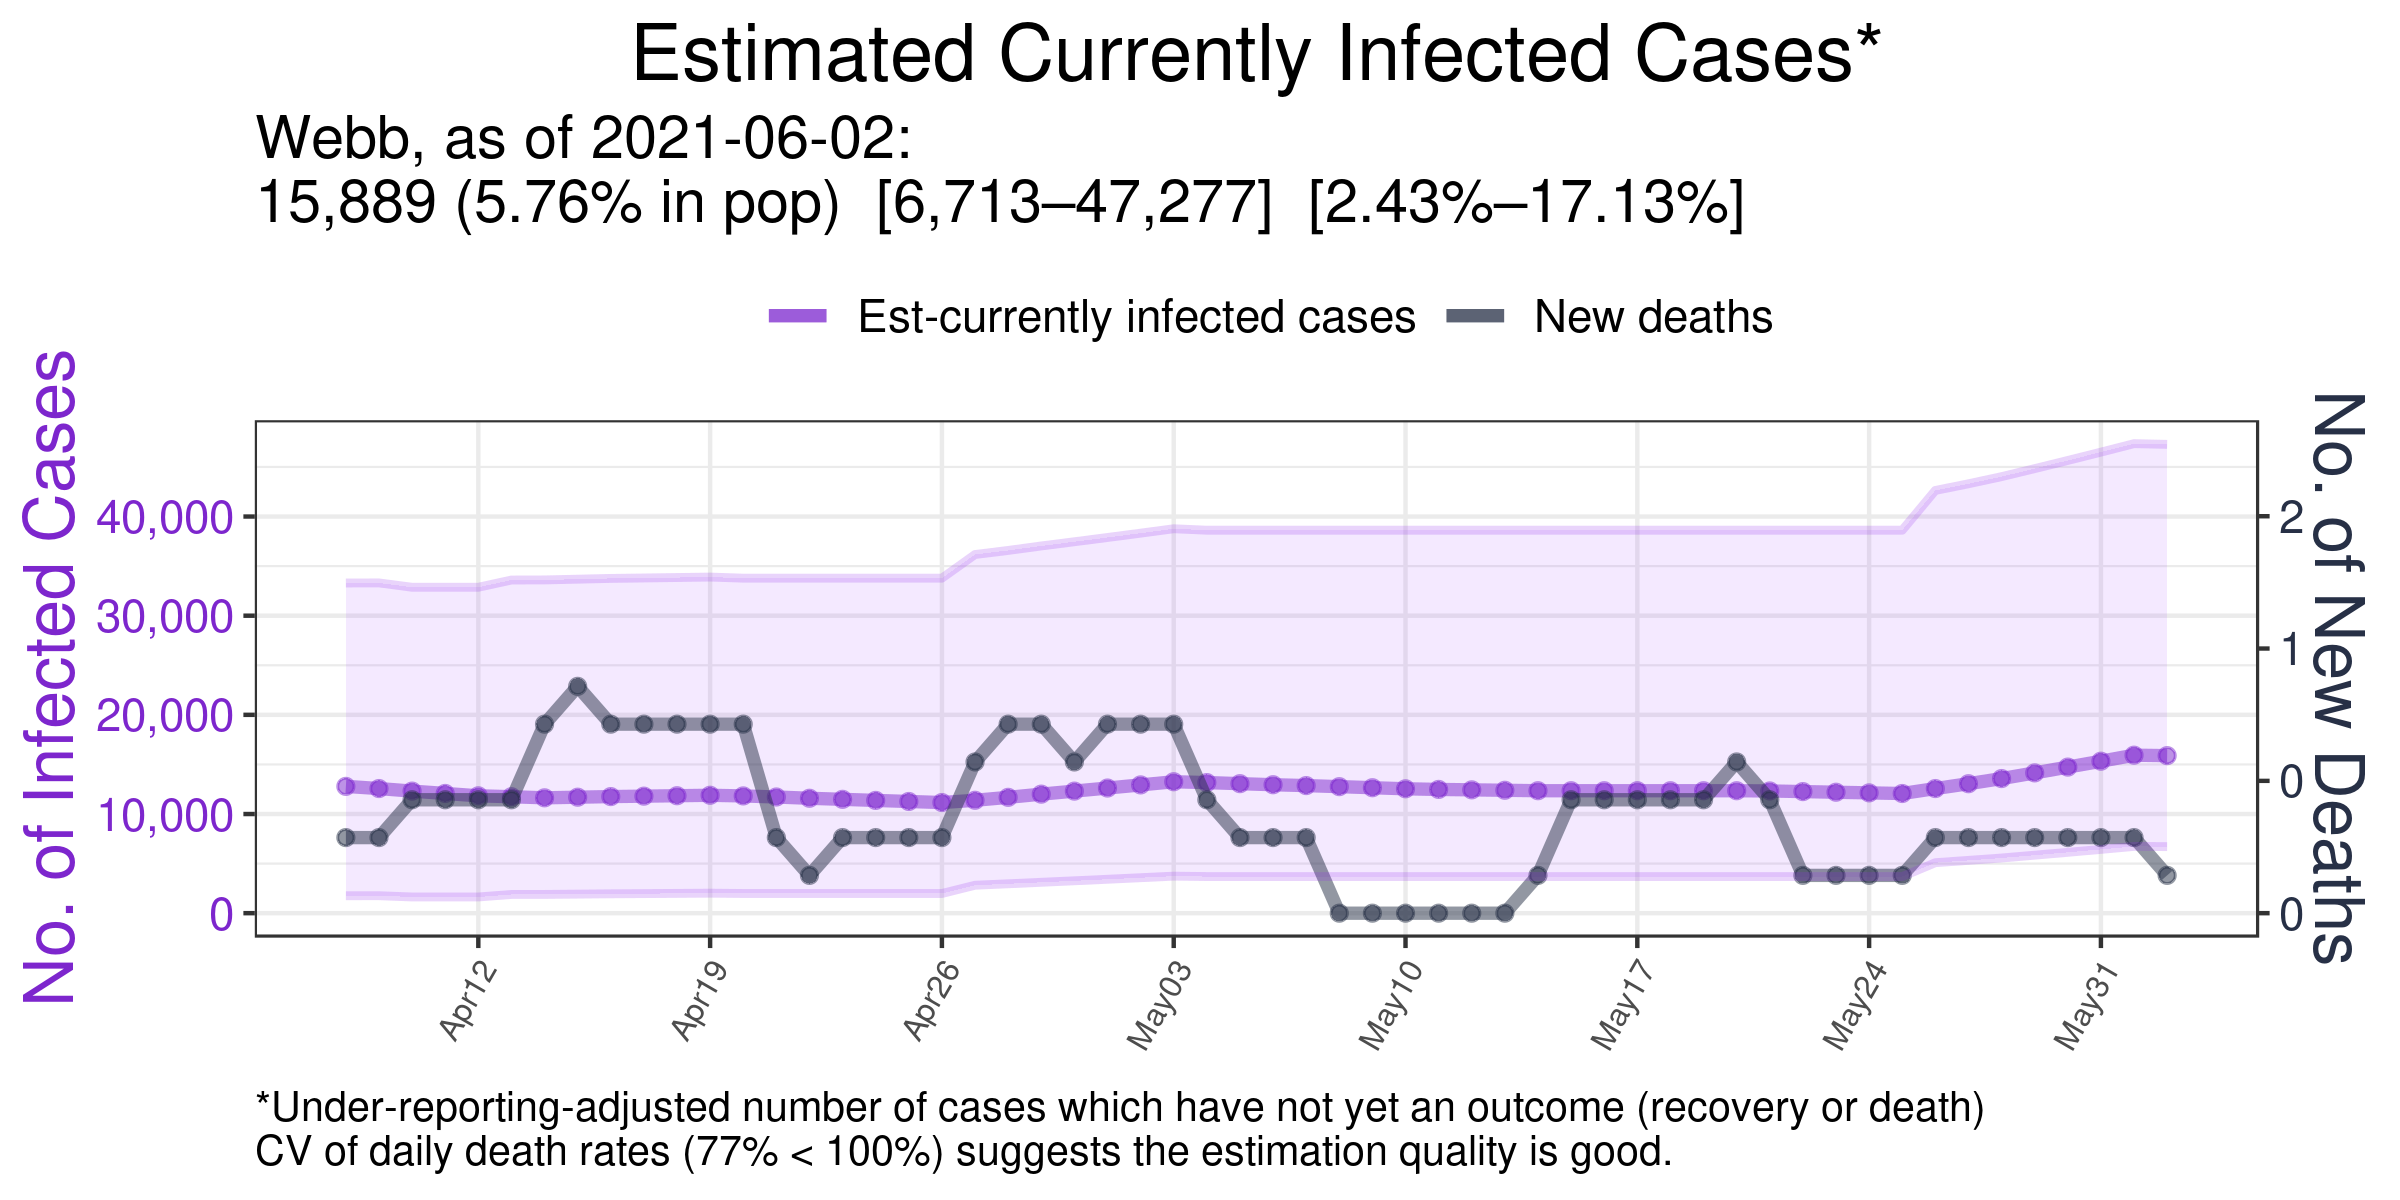 Estimated Currently Infected Cases*
Webb, as of 2021-06-02:
15,889 (5.76% in pop)  [6,713–47,277]  [2.43%–17.13%]
Est-currently infected cases
New deaths
No. of Infected Cases
40,000
30,000
20,000
10,000
0
No. of New Deaths
2
1
0
0
Apr12
Apr19
Apr26
May03
May10
May17
May24
May31
*Under-reporting-adjusted number of cases which have not yet an outcome (recovery or death)
CV of daily death rates (77% < 100%) suggests the estimation quality is good.